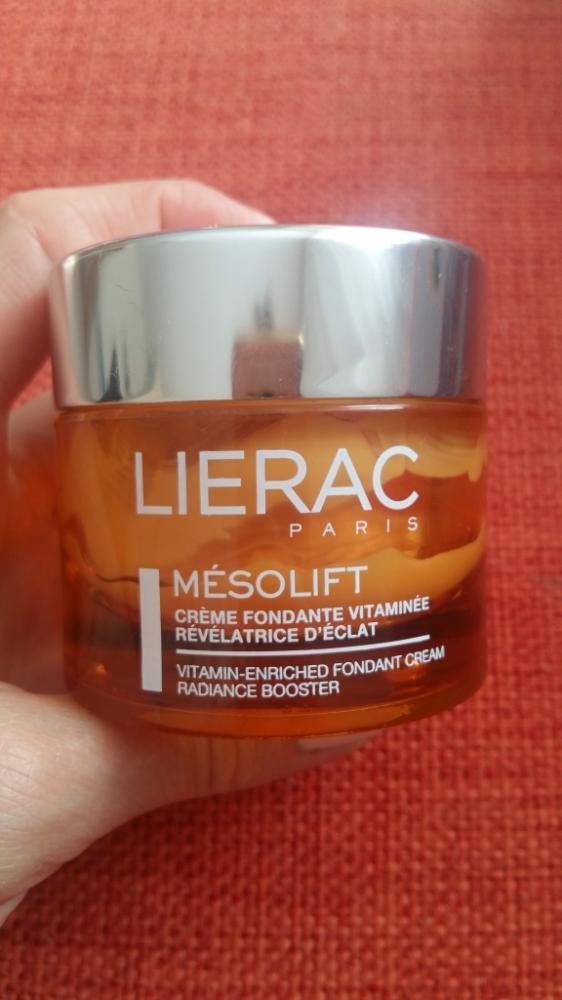 LIERAC
PARIS
MÉSOLIFT
CRÈME FONDANTE VITAMINÉE
RÉVÉLATRICE D'ÉCLAT
VITAMIN-ENRICHED FONDANT CREAM
RADIANCE BOOSTER